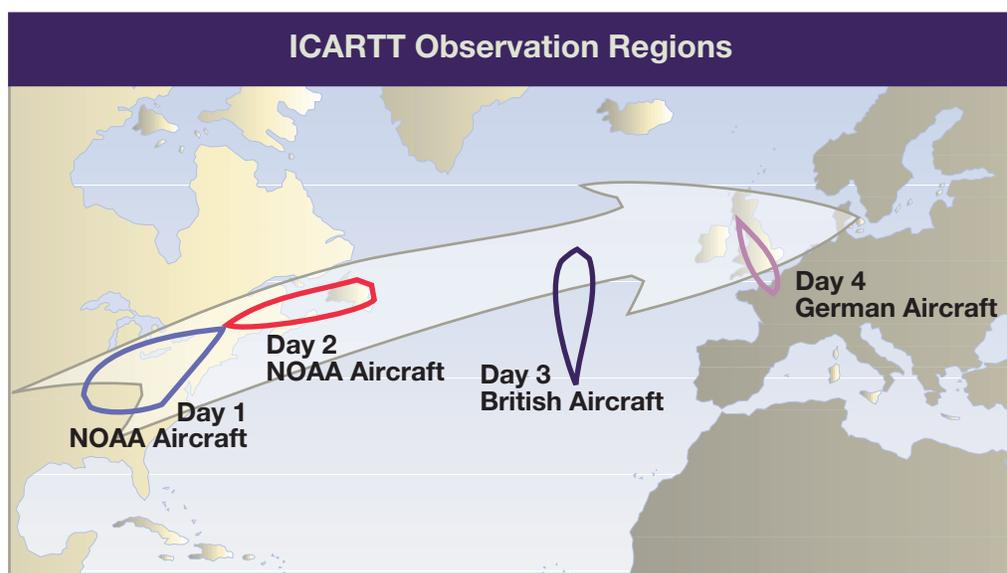 ICARTT Observation Regions
Day 4
German Aircraft
Day 2
NOAA Aircraft
Day 3
British Aircraft
Day 1
NOAA Aircraft